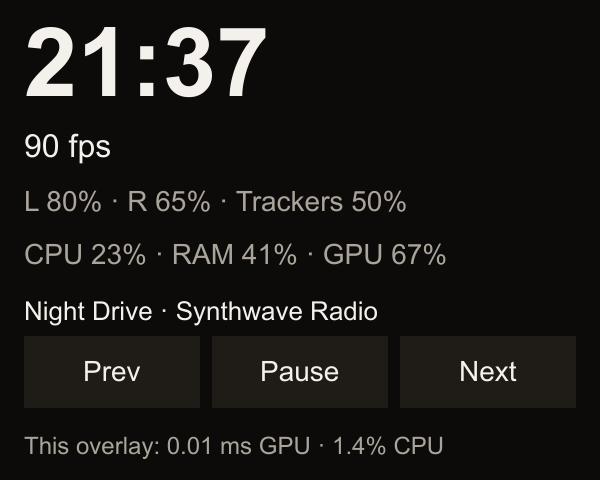 21:37
90 fps
L 80% · R 65% · Trackers 50%
CPU 23% · RAM 41% · GPU 67%
Night Drive · Synthwave Radio
Prev Pause Next
This overlay: 0.01 ms GPU · 1.4% CPU